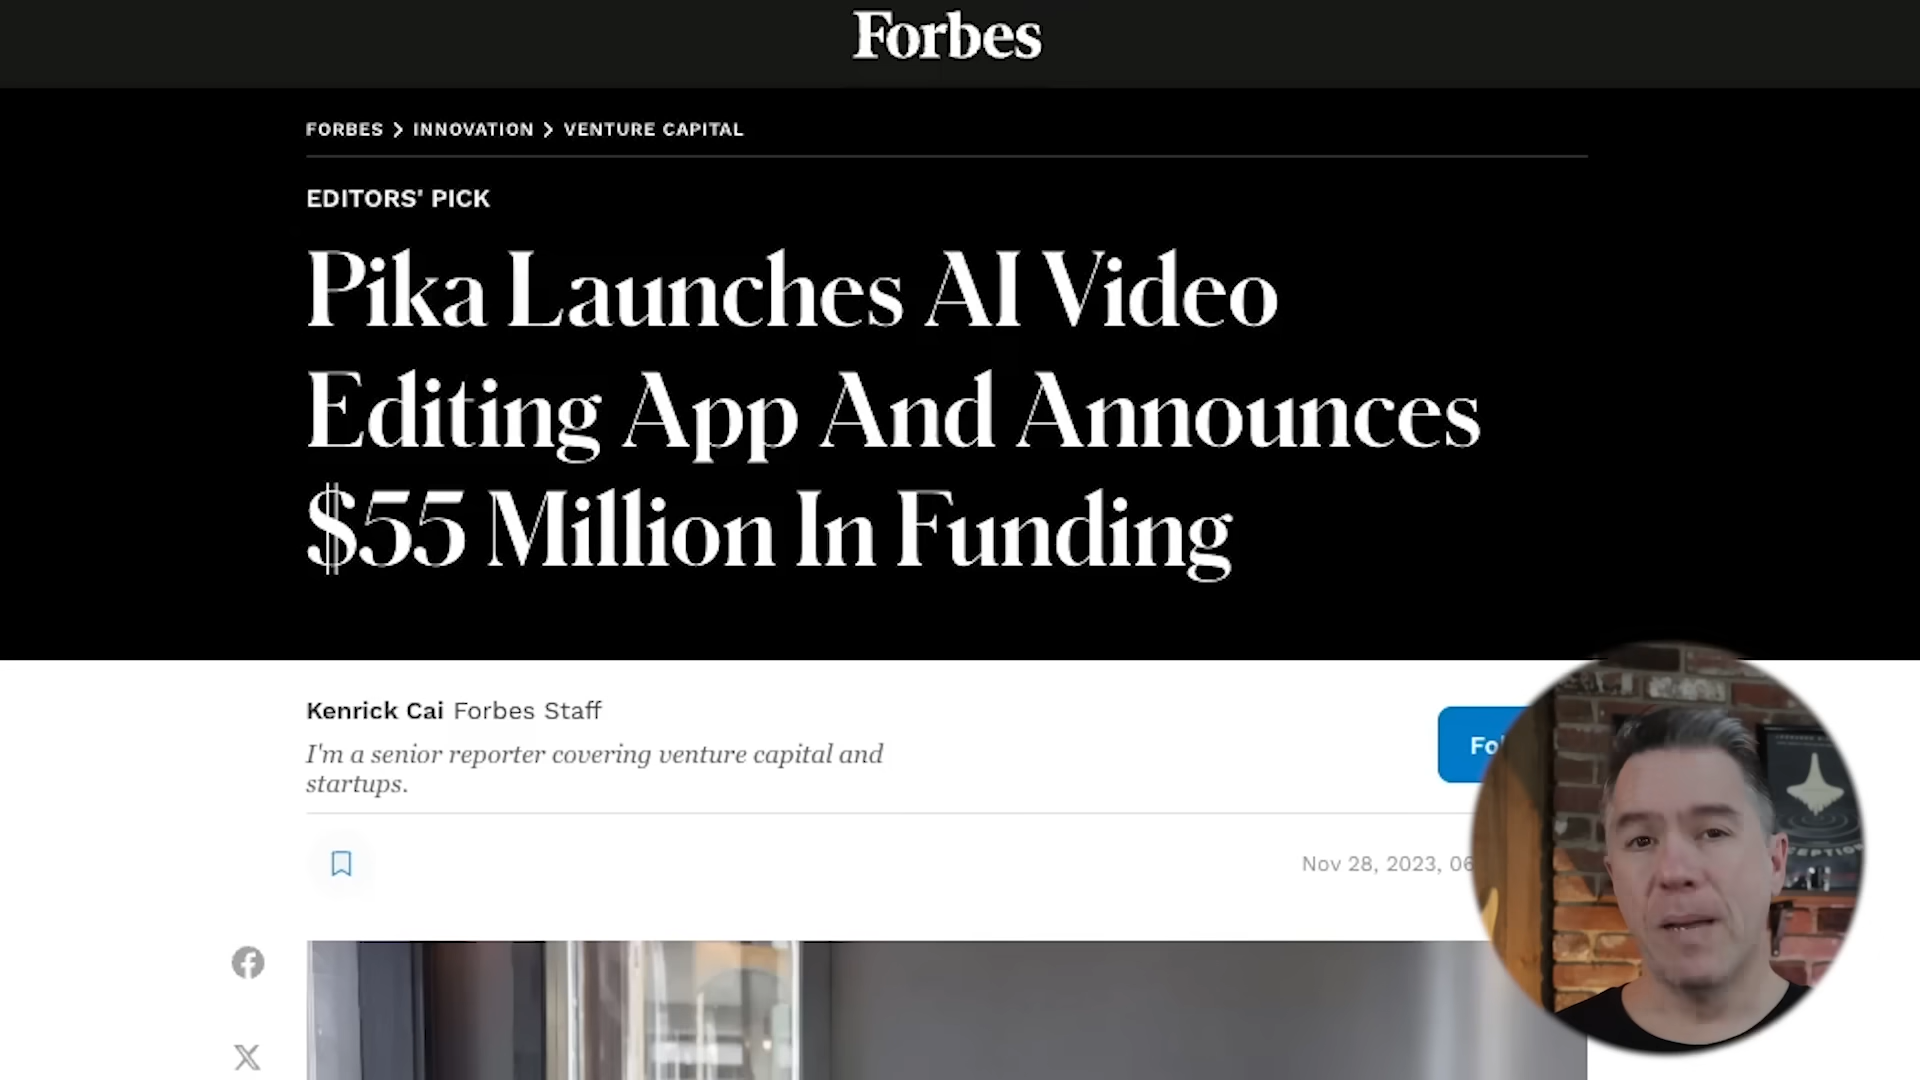 Forbes
FORBES > INNOVATION > VENTURE CAPITAL
EDITORS' PICK
Pika Launches AI Video
Editing App And Announces
$55 Million In Funding
Kenrick Cai Forbes Staff
I'm a senior reporter covering venture capital and
startups.
Nov 28, 2023,